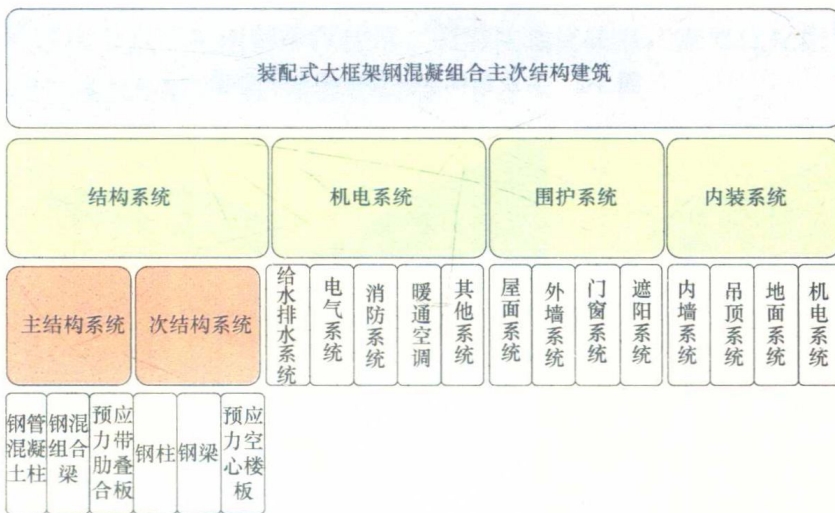 装配式大框架钢混凝组合主次结构建筑
结构系统
机电系统
围护系统
内装系统
主结构系统
次结构系统
给水排水系统
电气系统
消防系统
暖通空调
其他系统
屋面系统
外墙系统
门窗系统
遮阳系统
内墙系统
吊顶系统
地面系统
机电系统
钢管
混凝
土柱
钢混
组合
梁
预应
力带
肋叠
合板
钢柱
钢梁
预应
力空
心楼
板